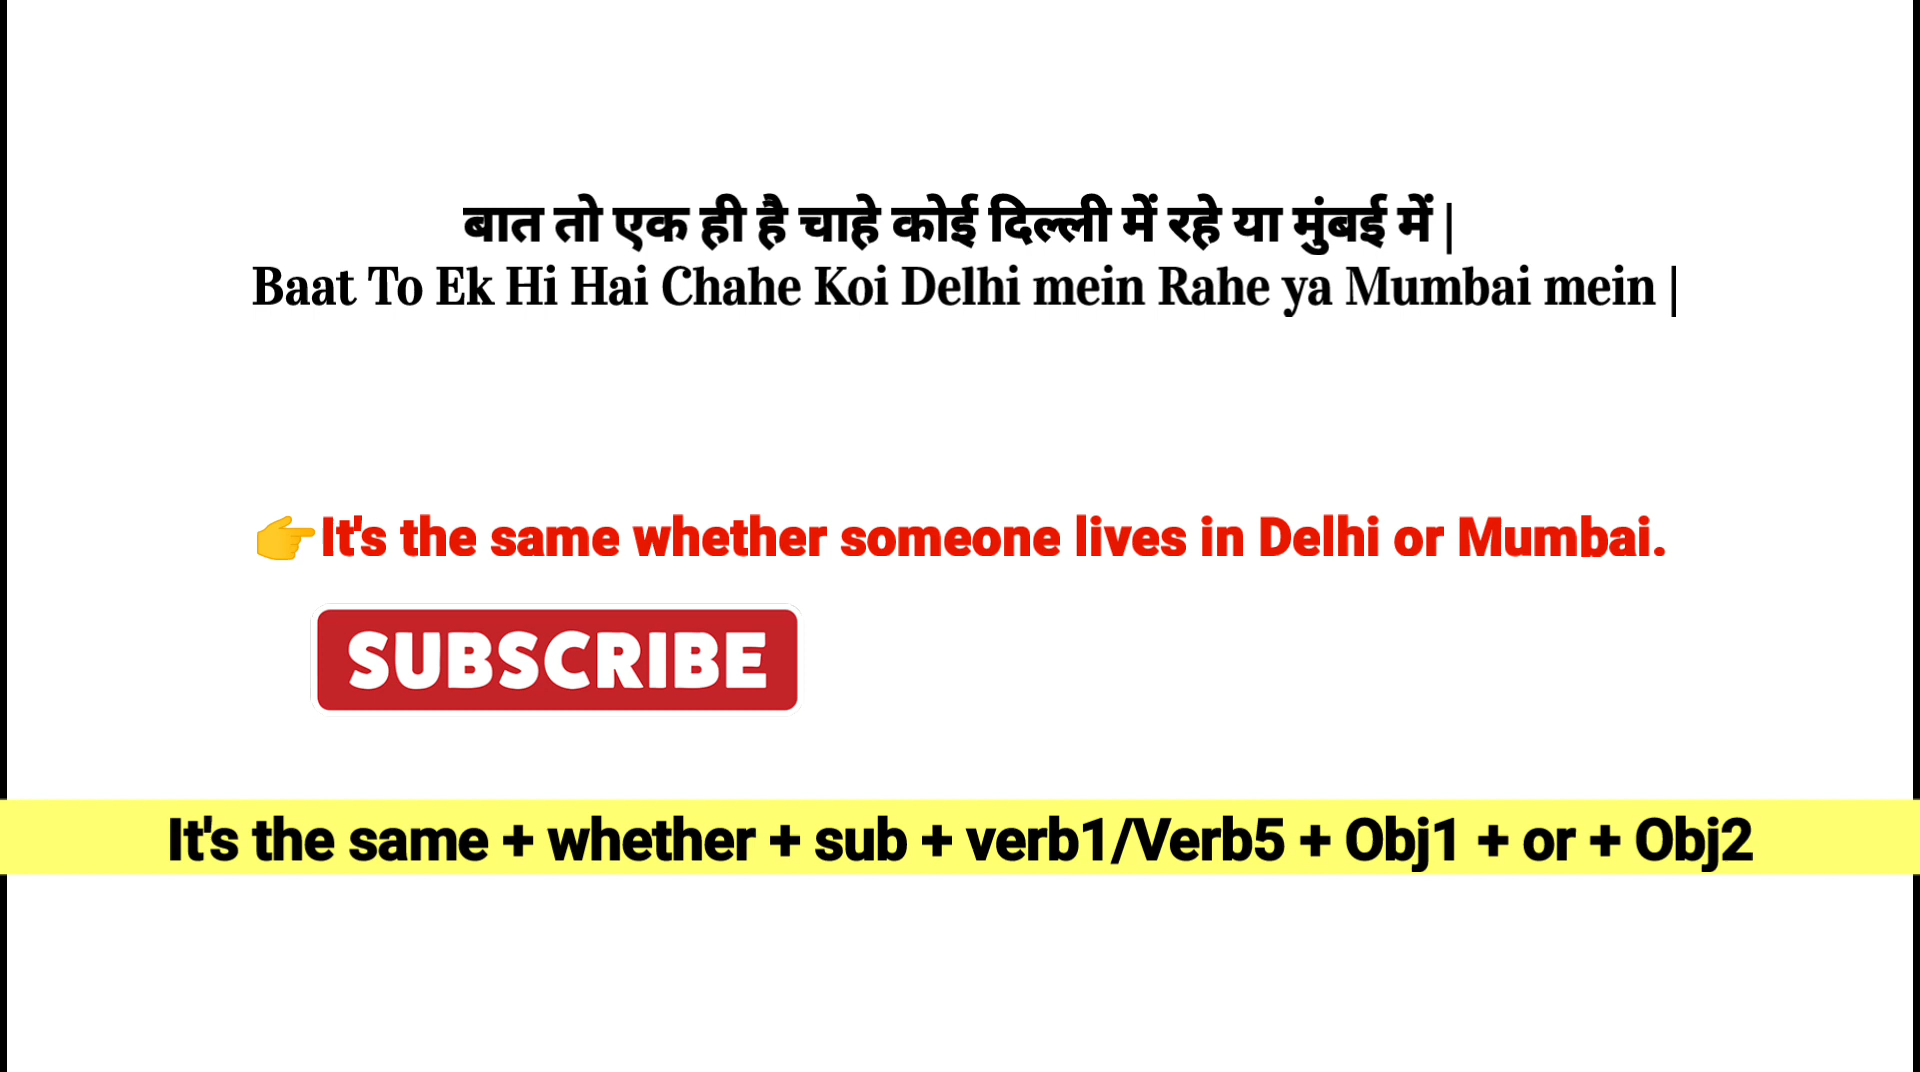 बात तो एक ही है चाहे कोई दिल्ली में रहे या मुंबई में |
Baat To Ek Hi Hai Chahe Koi Delhi mein Rahe ya Mumbai mein |
👉It's the same whether someone lives in Delhi or Mumbai.
SUBSCRIBE
It's the same + whether + sub + verb1/Verb5 + Obj1 + or + Obj2